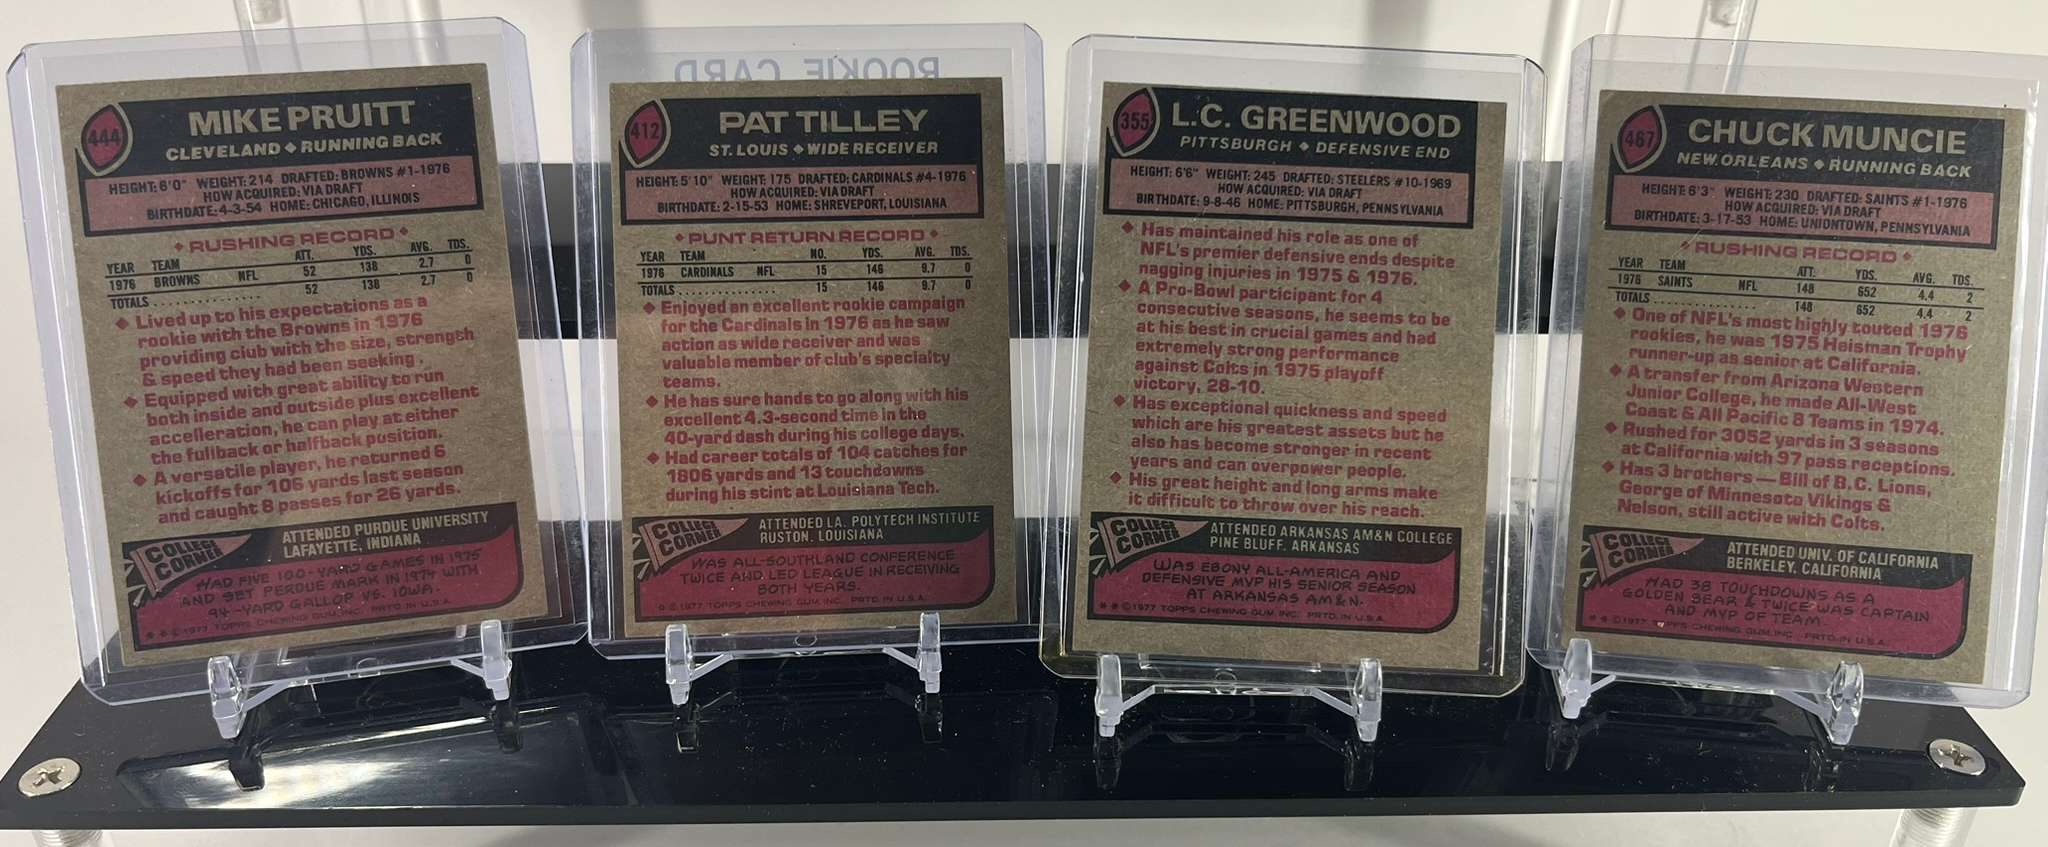 444
MIKE PRUITT
CLEVELAND ◆ RUNNING BACK
HEIGHT: 6'0" WEIGHT: 214 DRAFTED: BROWNS #1-1976
HOW ACQUIRED: VIA DRAFT
BIRTHDATE: 4-3-54 HOME: CHICAGO, ILLINOIS
◆ RUSHING RECORD ◆
YEAR TEAM ATT. YDS. AVG. TDS.
1976 BROWNS NFL 52 138 2.7 0
TOTALS.................. 52 138 2.7 0
◆ Lived up to his expectations as a
rookie with the Browns in 1976
providing club with the size, strength
& speed they had been seeking.
◆ Equipped with great ability to run
both inside and outside plus excellent
accelleration, he can play at either
the fullback or halfback position.
◆ A versatile player, he returned 6
kickoffs for 106 yards last season
and caught 8 passes for 26 yards.
COLLEGE
CORNER
ATTENDED PURDUE UNIVERSITY
LAFAYETTE, INDIANA
HAD FIVE 100-YARD GAMES IN 1975
AND SET PERDUE MARK IN 1974 WITH
94-YARD GALLOP VS. IOWA.
✶ ✶ © 1977 TOPPS CHEWING GUM, INC. PRTD. IN U.S.A.
ROOKIE CARD
412
PAT TILLEY
ST. LOUIS ◆ WIDE RECEIVER
HEIGHT: 5'10" WEIGHT: 175 DRAFTED: CARDINALS #4-1976
HOW ACQUIRED: VIA DRAFT
BIRTHDATE: 2-15-53 HOME: SHREVEPORT, LOUISIANA
◆ PUNT RETURN RECORD ◆
YEAR TEAM NO. YDS. AVG. TDS.
1976 CARDINALS NFL 15 146 9.7 0
TOTALS.................. 15 146 9.7 0
◆ Enjoyed an excellent rookie campaign
for the Cardinals in 1976 as he saw
action as wide receiver and was
valuable member of club's specialty
teams.
◆ He has sure hands to go along with his
excellent 4.3-second time in the
40-yard dash during his college days.
◆ Had career totals of 104 catches for
1806 yards and 13 touchdowns
during his stint at Louisiana Tech.
COLLEGE
CORNER
ATTENDED LA. POLYTECH INSTITUTE
RUSTON, LOUISIANA
WAS ALL-SOUTHLAND CONFERENCE
TWICE AND LED LEAGUE IN RECEIVING
BOTH YEARS.
© 1977 TOPPS CHEWING GUM, INC. PRTD. IN U.S.A.
355
L.C. GREENWOOD
PITTSBURGH ◆ DEFENSIVE END
HEIGHT: 6'6" WEIGHT: 245 DRAFTED: STEELERS #10-1969
HOW ACQUIRED: VIA DRAFT
BIRTHDATE: 9-8-46 HOME: PITTSBURGH, PENNSYLVANIA
◆ Has maintained his role as one of
NFL's premier defensive ends despite
nagging injuries in 1975 & 1976.
◆ A Pro-Bowl participant for 4
consecutive seasons, he seems to be
at his best in crucial games and had
extremely strong performance
against Colts in 1975 playoff
victory, 28-10.
◆ Has exceptional quickness and speed
which are his greatest assets but he
also has become stronger in recent
years and can overpower people.
◆ His great height and long arms make
it difficult to throw over his reach.
COLLEGE
CORNER
ATTENDED ARKANSAS AM&N COLLEGE
PINE BLUFF, ARKANSAS
WAS EBONY ALL-AMERICA AND
DEFENSIVE MVP HIS SENIOR SEASON
AT ARKANSAS AM&N.
✶ ✶ © 1977 TOPPS CHEWING GUM, INC. PRTD. IN U.S.A.
467
CHUCK MUNCIE
NEW ORLEANS ◆ RUNNING BACK
HEIGHT: 6'3" WEIGHT: 230 DRAFTED: SAINTS #1-1976
HOW ACQUIRED: VIA DRAFT
BIRTHDATE: 3-17-53 HOME: UNIONTOWN, PENNSYLVANIA
◆ RUSHING RECORD ◆
YEAR TEAM ATT. YDS. AVG. TDS.
1976 SAINTS NFL 148 652 4.4 2
TOTALS.................. 148 652 4.4 2
◆ One of NFL's most highly touted 1976
rookies, he was 1975 Heisman Trophy
runner-up as senior at California.
◆ A transfer from Arizona Western
Junior College, he made All-West
Coast & All Pacific 8 Teams in 1974.
◆ Rushed for 3052 yards in 3 seasons
at California with 97 pass receptions.
◆ Has 3 brothers — Bill of B.C. Lions,
George of Minnesota Vikings &
Nelson, still active with Colts.
COLLEGE
CORNER
ATTENDED UNIV. OF CALIFORNIA
BERKELEY, CALIFORNIA
HAD 38 TOUCHDOWNS AS A
GOLDEN BEAR & TWICE WAS CAPTAIN
AND MVP OF TEAM.
✶ ✶ © 1977 TOPPS CHEWING GUM, INC. PRTD. IN U.S.A.